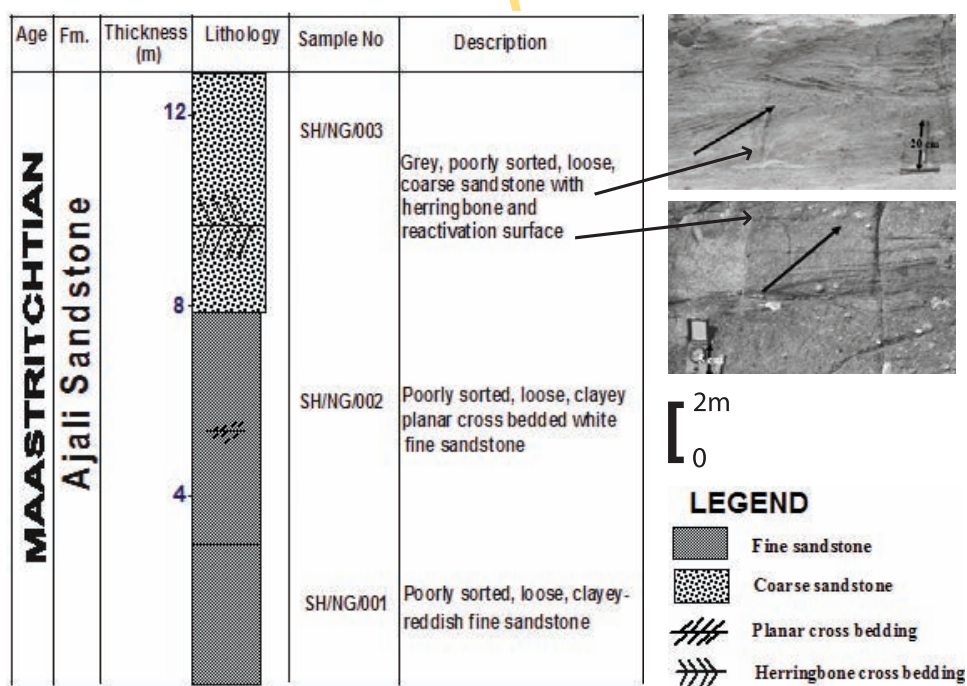 Age Fm. Thickness (m) Lithology Sample No Description
MAASTRITCHTIAN
Ajali Sandstone
12
8
4
SH/NG/003
Grey, poorly sorted, loose,
coarse sandstone with
herringbone and
reactivation surface
SH/NG/002
Poorly sorted, loose, clayey
planar cross bedded white
fine sandstone
SH/NG/001
Poorly sorted, loose, clayey-
reddish fine sandstone
20 cm
2m
0
LEGEND
Fine sandstone
Coarse sandstone
Planar cross bedding
Herringbone cross bedding